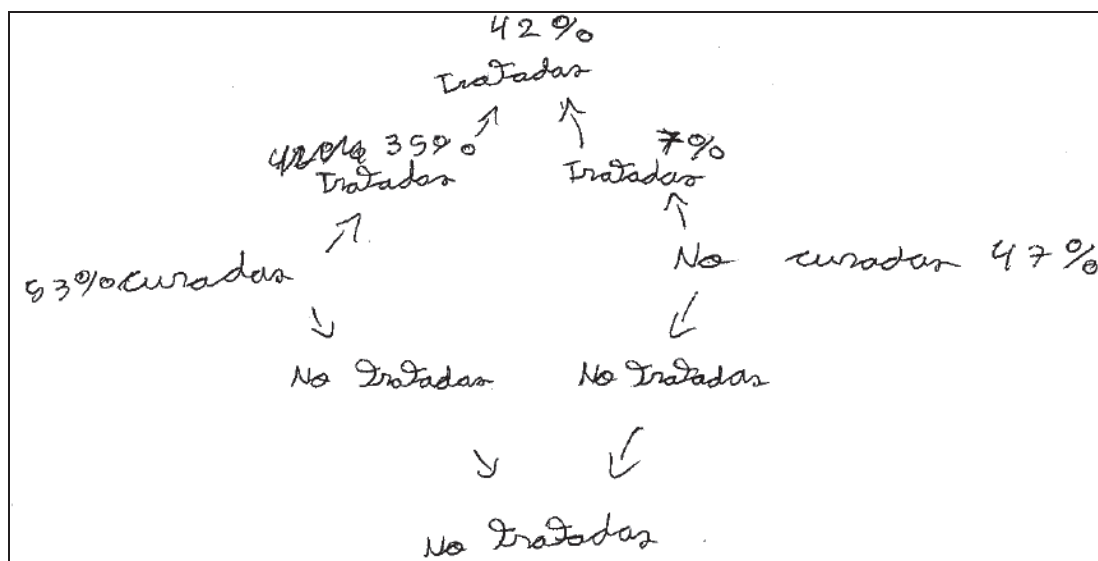 42%
Tratadas
35% 7%
Tratadas Tratadas
53% curadas No curadas 47%
No tratadas No tratadas
No tratadas